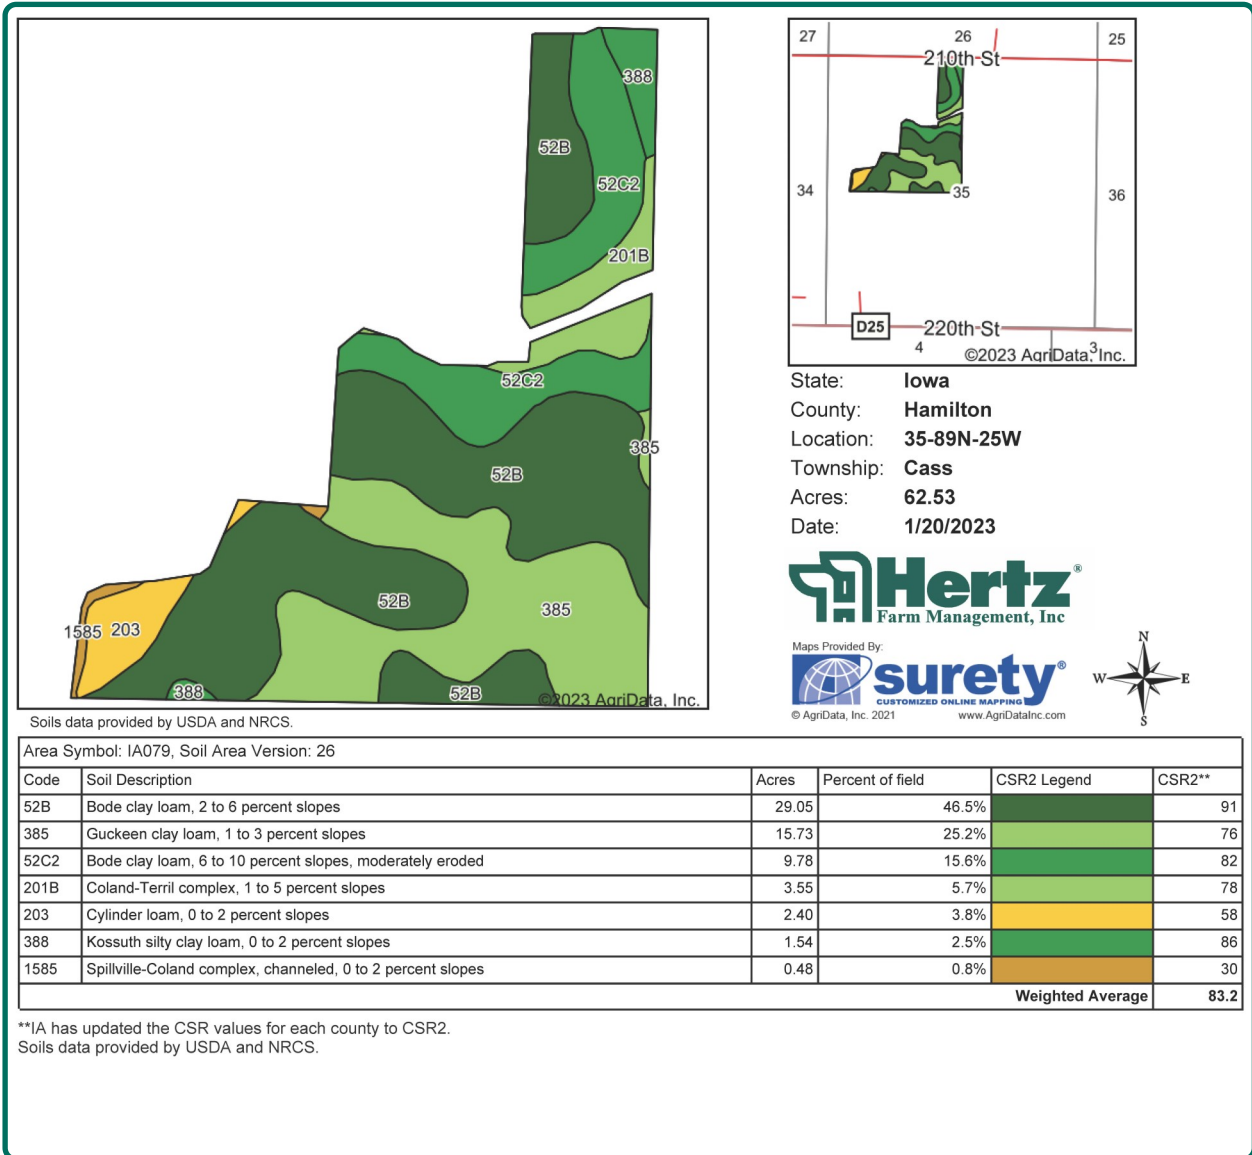 388
52B
52C2
201B
52C2
385
52B
52B
385
1585 203
388
52B
©2023 AgriData, Inc.
Soils data provided by USDA and NRCS.
27 26 25
210th St
34 35 36
D25 220th St
4 3
©2023 AgriData, Inc.
State: Iowa
County: Hamilton
Location: 35-89N-25W
Township: Cass
Acres: 62.53
Date: 1/20/2023
Hertz®
Farm Management, Inc
Maps Provided By:
surety®
CUSTOMIZED ONLINE MAPPING
© AgriData, Inc. 2021 www.AgriDataInc.com
N
W E
S
Area Symbol: IA079, Soil Area Version: 26
Code Soil Description Acres Percent of field CSR2 Legend CSR2**
52B Bode clay loam, 2 to 6 percent slopes 29.05 46.5% 91
385 Guckeen clay loam, 1 to 3 percent slopes 15.73 25.2% 76
52C2 Bode clay loam, 6 to 10 percent slopes, moderately eroded 9.78 15.6% 82
201B Coland-Terril complex, 1 to 5 percent slopes 3.55 5.7% 78
203 Cylinder loam, 0 to 2 percent slopes 2.40 3.8% 58
388 Kossuth silty clay loam, 0 to 2 percent slopes 1.54 2.5% 86
1585 Spillville-Coland complex, channeled, 0 to 2 percent slopes 0.48 0.8% 30
Weighted Average 83.2
**IA has updated the CSR values for each county to CSR2.
Soils data provided by USDA and NRCS.